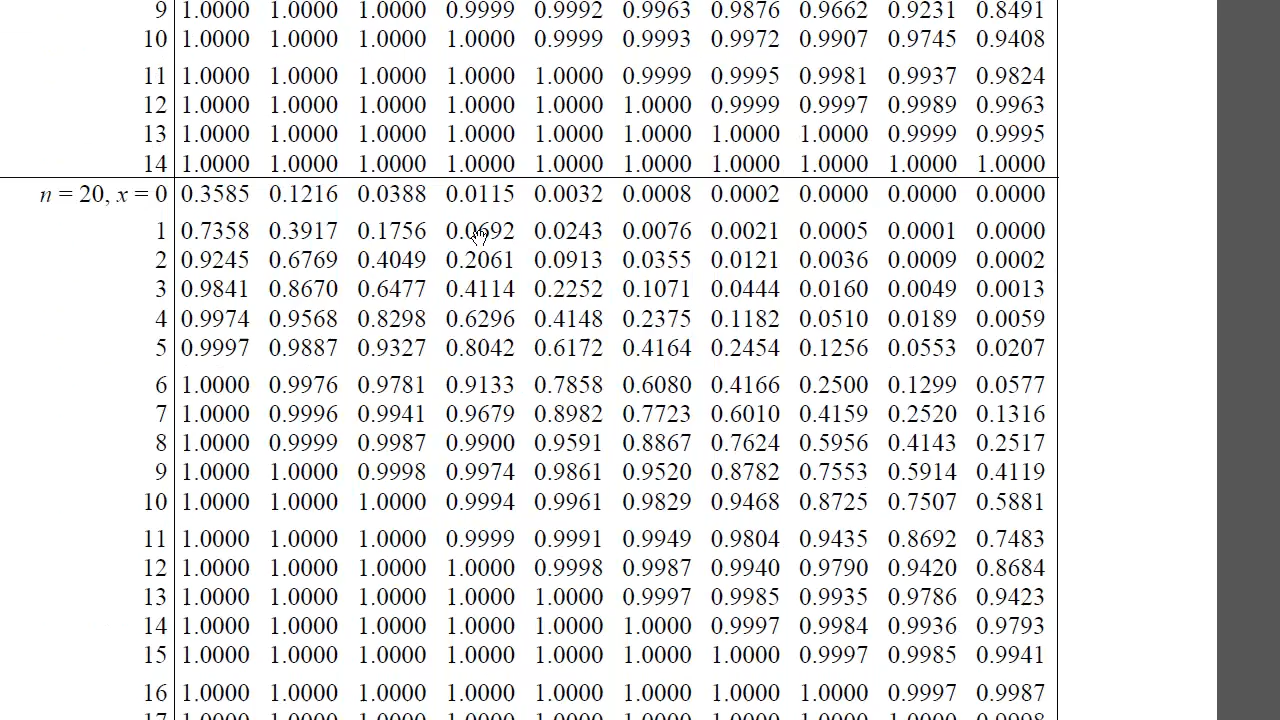 9 1.0000 1.0000 1.0000 0.9999 0.9992 0.9963 0.9876 0.9662 0.9231 0.8491
10 1.0000 1.0000 1.0000 1.0000 0.9999 0.9993 0.9972 0.9907 0.9745 0.9408
11 1.0000 1.0000 1.0000 1.0000 1.0000 0.9999 0.9995 0.9981 0.9937 0.9824
12 1.0000 1.0000 1.0000 1.0000 1.0000 1.0000 0.9999 0.9997 0.9989 0.9963
13 1.0000 1.0000 1.0000 1.0000 1.0000 1.0000 1.0000 1.0000 0.9999 0.9995
14 1.0000 1.0000 1.0000 1.0000 1.0000 1.0000 1.0000 1.0000 1.0000 1.0000
n = 20, x = 0 0.3585 0.1216 0.0388 0.0115 0.0032 0.0008 0.0002 0.0000 0.0000 0.0000
1 0.7358 0.3917 0.1756 0.0692 0.0243 0.0076 0.0021 0.0005 0.0001 0.0000
2 0.9245 0.6769 0.4049 0.2061 0.0913 0.0355 0.0121 0.0036 0.0009 0.0002
3 0.9841 0.8670 0.6477 0.4114 0.2252 0.1071 0.0444 0.0160 0.0049 0.0013
4 0.9974 0.9568 0.8298 0.6296 0.4148 0.2375 0.1182 0.0510 0.0189 0.0059
5 0.9997 0.9887 0.9327 0.8042 0.6172 0.4164 0.2454 0.1256 0.0553 0.0207
6 1.0000 0.9976 0.9781 0.9133 0.7858 0.6080 0.4166 0.2500 0.1299 0.0577
7 1.0000 0.9996 0.9941 0.9679 0.8982 0.7723 0.6010 0.4159 0.2520 0.1316
8 1.0000 0.9999 0.9987 0.9900 0.9591 0.8867 0.7624 0.5956 0.4143 0.2517
9 1.0000 1.0000 0.9998 0.9974 0.9861 0.9520 0.8782 0.7553 0.5914 0.4119
10 1.0000 1.0000 1.0000 0.9994 0.9961 0.9829 0.9468 0.8725 0.7507 0.5881
11 1.0000 1.0000 1.0000 0.9999 0.9991 0.9949 0.9804 0.9435 0.8692 0.7483
12 1.0000 1.0000 1.0000 1.0000 0.9998 0.9987 0.9940 0.9790 0.9420 0.8684
13 1.0000 1.0000 1.0000 1.0000 1.0000 0.9997 0.9985 0.9935 0.9786 0.9423
14 1.0000 1.0000 1.0000 1.0000 1.0000 1.0000 0.9997 0.9984 0.9936 0.9793
15 1.0000 1.0000 1.0000 1.0000 1.0000 1.0000 1.0000 0.9997 0.9985 0.9941
16 1.0000 1.0000 1.0000 1.0000 1.0000 1.0000 1.0000 1.0000 0.9997 0.9987